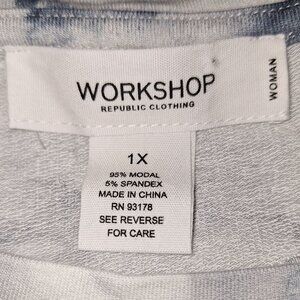 WORKSHOP
REPUBLIC CLOTHING
WOMAN
1X
95% MODAL
5% SPANDEX
MADE IN CHINA
RN 93178
SEE REVERSE
FOR CARE